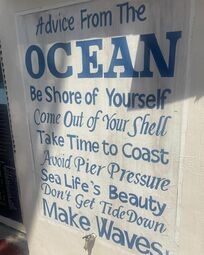 Advice From The
OCEAN
Be Shore of Yourself
Come Out of Your Shell
Take Time to Coast
Avoid Pier Pressure
Sea Life's Beauty
Don't Get Tide Down
Make Waves!